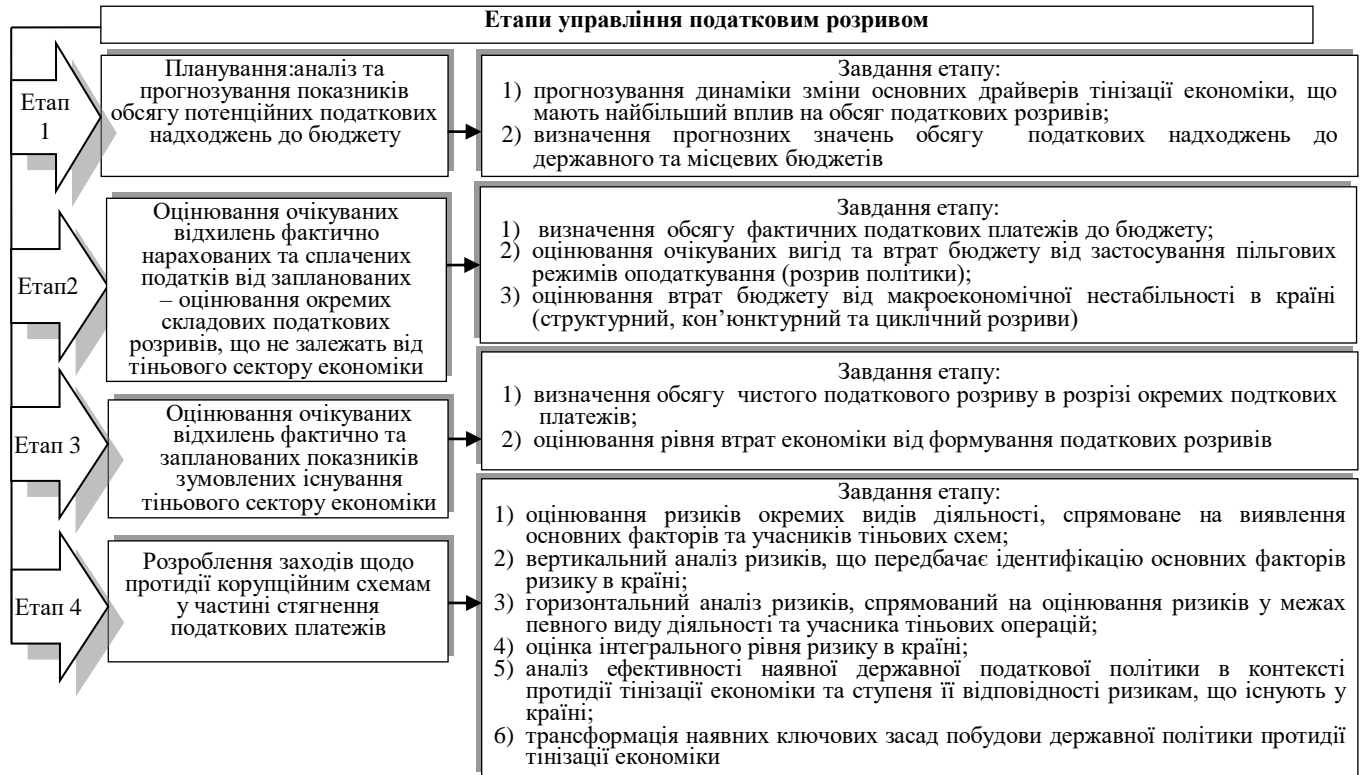 Етапи управління податковим розривом
Етап
1
Планування:аналіз та
прогнозування показників
обсягу потенційних податкових
надходжень до бюджету
Завдання етапу:
1) прогнозування динаміки зміни основних драйверів тінізації економіки, що
мають найбільший вплив на обсяг податкових розривів;
2) визначення прогнозних значень обсягу податкових надходжень до
державного та місцевих бюджетів
Етап2
Оцінювання очікуваних
відхилень фактично
нарахованих та сплачених
податків від запланованих
– оцінювання окремих
складових податкових
розривів, що не залежать від
тіньового сектору економіки
Завдання етапу:
1) визначення обсягу фактичних податкових платежів до бюджету;
2) оцінювання очікуваних вигід та втрат бюджету від застосування пільгових
режимів оподаткування (розрив політики);
3) оцінювання втрат бюджету від макроекономічної нестабільності в країні
(структурний, кон’юнктурний та циклічний розриви)
Етап 3
Оцінювання очікуваних
відхилень фактично та
запланованих показників
зумовлених існування
тіньового сектору економіки
Завдання етапу:
1) визначення обсягу чистого податкового розриву в розрізі окремих подткових
платежів;
2) оцінювання рівня втрат економіки від формування податкових розривів
Етап 4
Розроблення заходів щодо
протидії корупційним схемам
у частині стягнення
податкових платежів
Завдання етапу:
1) оцінювання ризиків окремих видів діяльності, спрямоване на виявлення
основних факторів та учасників тіньових схем;
2) вертикальний аналіз ризиків, що передбачає ідентифікацію основних факторів
ризику в країні;
3) горизонтальний аналіз ризиків, спрямований на оцінювання ризиків у межах
певного виду діяльності та учасника тіньових операцій;
4) оцінка інтегрального рівня ризику в країні;
5) аналіз ефективності наявної державної податкової політики в контексті
протидії тінізації економіки та ступеня її відповідності ризикам, що існують у
країні;
6) трансформація наявних ключових засад побудови державної політики протидії
тінізації економіки